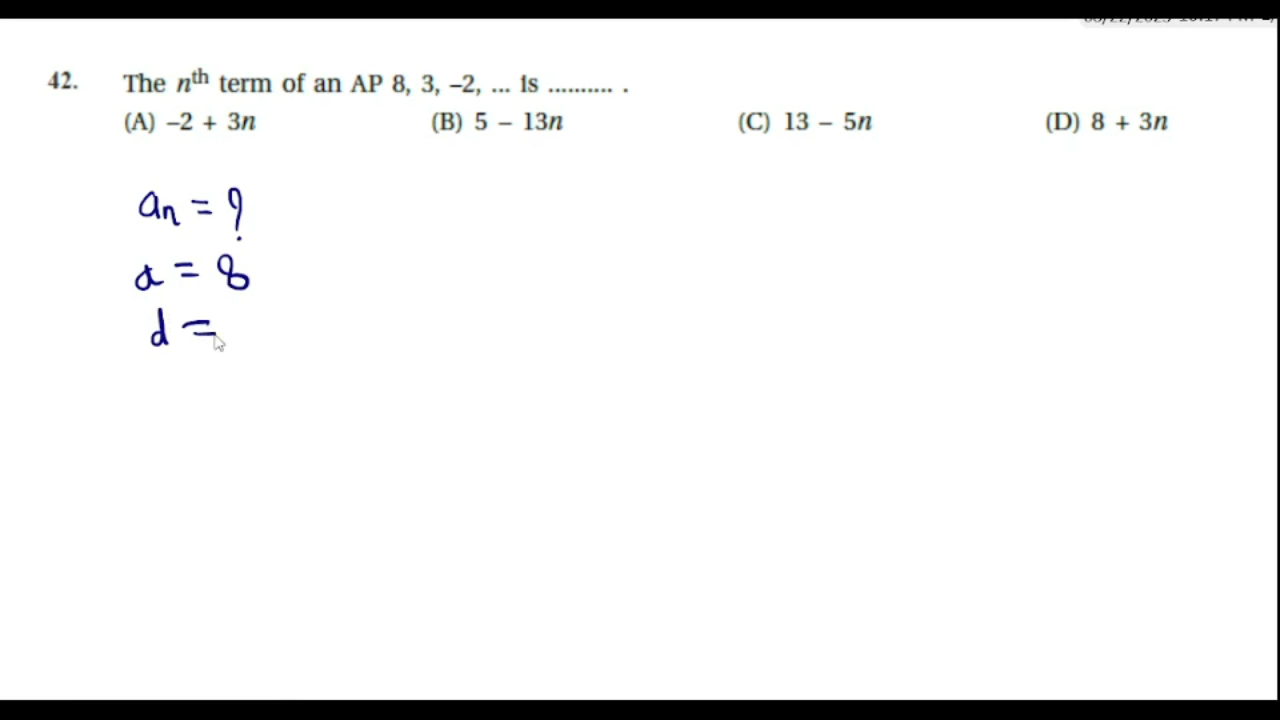 42. The nth term of an AP 8, 3, –2, ... is .......... .
(A) –2 + 3n (B) 5 – 13n (C) 13 – 5n (D) 8 + 3n
an = ?
a = 8
d =